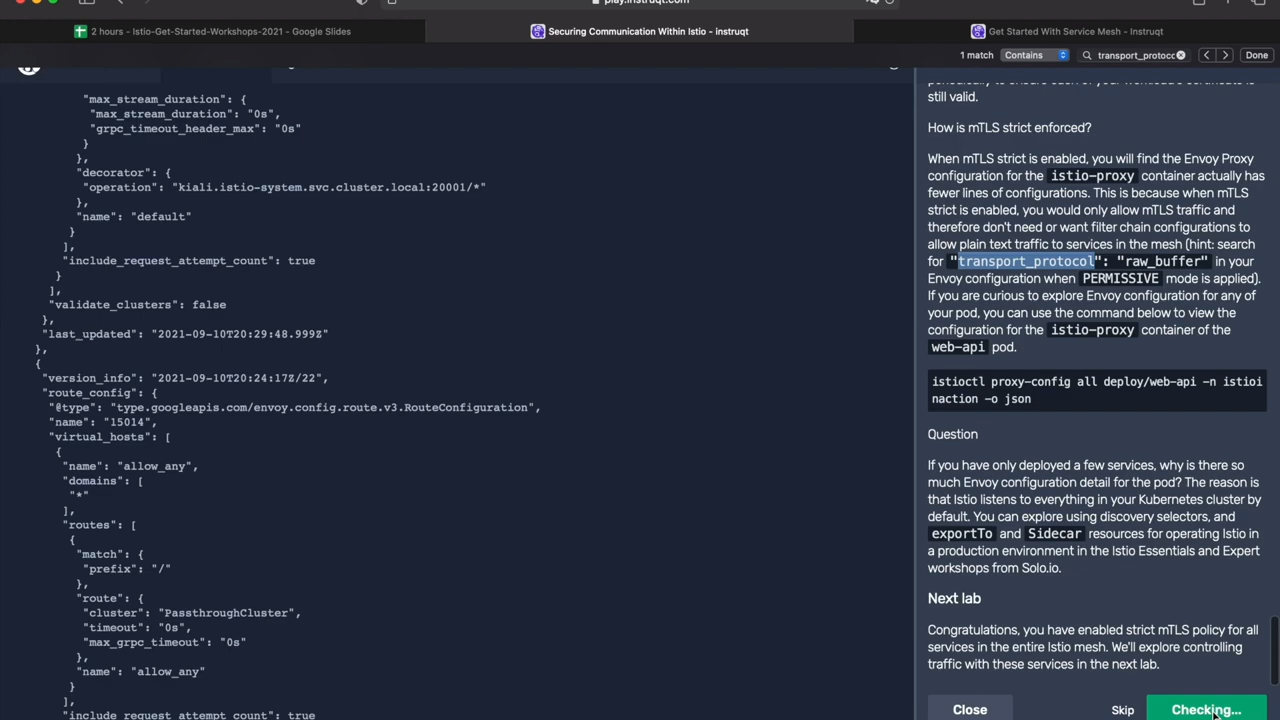 play.instruqt.com
2 hours - Istio-Get-Started-Workshops-2021 - Google Slides
Securing Communication Within Istio - instruqt
Get Started With Service Mesh - Instruqt
1 match
Contains
transport_protocc
Done
"max_stream_duration": {
"max_stream_duration": "0s",
"grpc_timeout_header_max": "0s"
}
},
"decorator": {
"operation": "kiali.istio-system.svc.cluster.local:20001/*"
},
"name": "default"
}
],
"include_request_attempt_count": true
}
],
"validate_clusters": false
},
"last_updated": "2021-09-10T20:29:48.999Z"
},
{
"version_info": "2021-09-10T20:24:17Z/22",
"route_config": {
"@type": "type.googleapis.com/envoy.config.route.v3.RouteConfiguration",
"name": "15014",
"virtual_hosts": [
{
"name": "allow_any",
"domains": [
"*"
],
"routes": [
{
"match": {
"prefix": "/"
},
"route": {
"cluster": "PassthroughCluster",
"timeout": "0s",
"max_grpc_timeout": "0s"
},
"name": "allow_any"
}
],
"include_request_attempt_count": true
still valid.
How is mTLS strict enforced?
When mTLS strict is enabled, you will find the Envoy Proxy
configuration for the istio-proxy container actually has
fewer lines of configurations. This is because when mTLS
strict is enabled, you would only allow mTLS traffic and
therefore don't need or want filter chain configurations to
allow plain text traffic to services in the mesh (hint: search
for "transport_protocol": "raw_buffer" in your
Envoy configuration when PERMISSIVE mode is applied).
If you are curious to explore Envoy configuration for any of
your pod, you can use the command below to view the
configuration for the istio-proxy container of the
web-api pod.
istioctl proxy-config all deploy/web-api -n istioi
naction -o json
Question
If you have only deployed a few services, why is there so
much Envoy configuration detail for the pod? The reason is
that Istio listens to everything in your Kubernetes cluster by
default. You can explore using discovery selectors, and
exportTo and Sidecar resources for operating Istio in
a production environment in the Istio Essentials and Expert
workshops from Solo.io.
Next lab
Congratulations, you have enabled strict mTLS policy for all
services in the entire Istio mesh. We'll explore controlling
traffic with these services in the next lab.
Close
Skip
Checking...